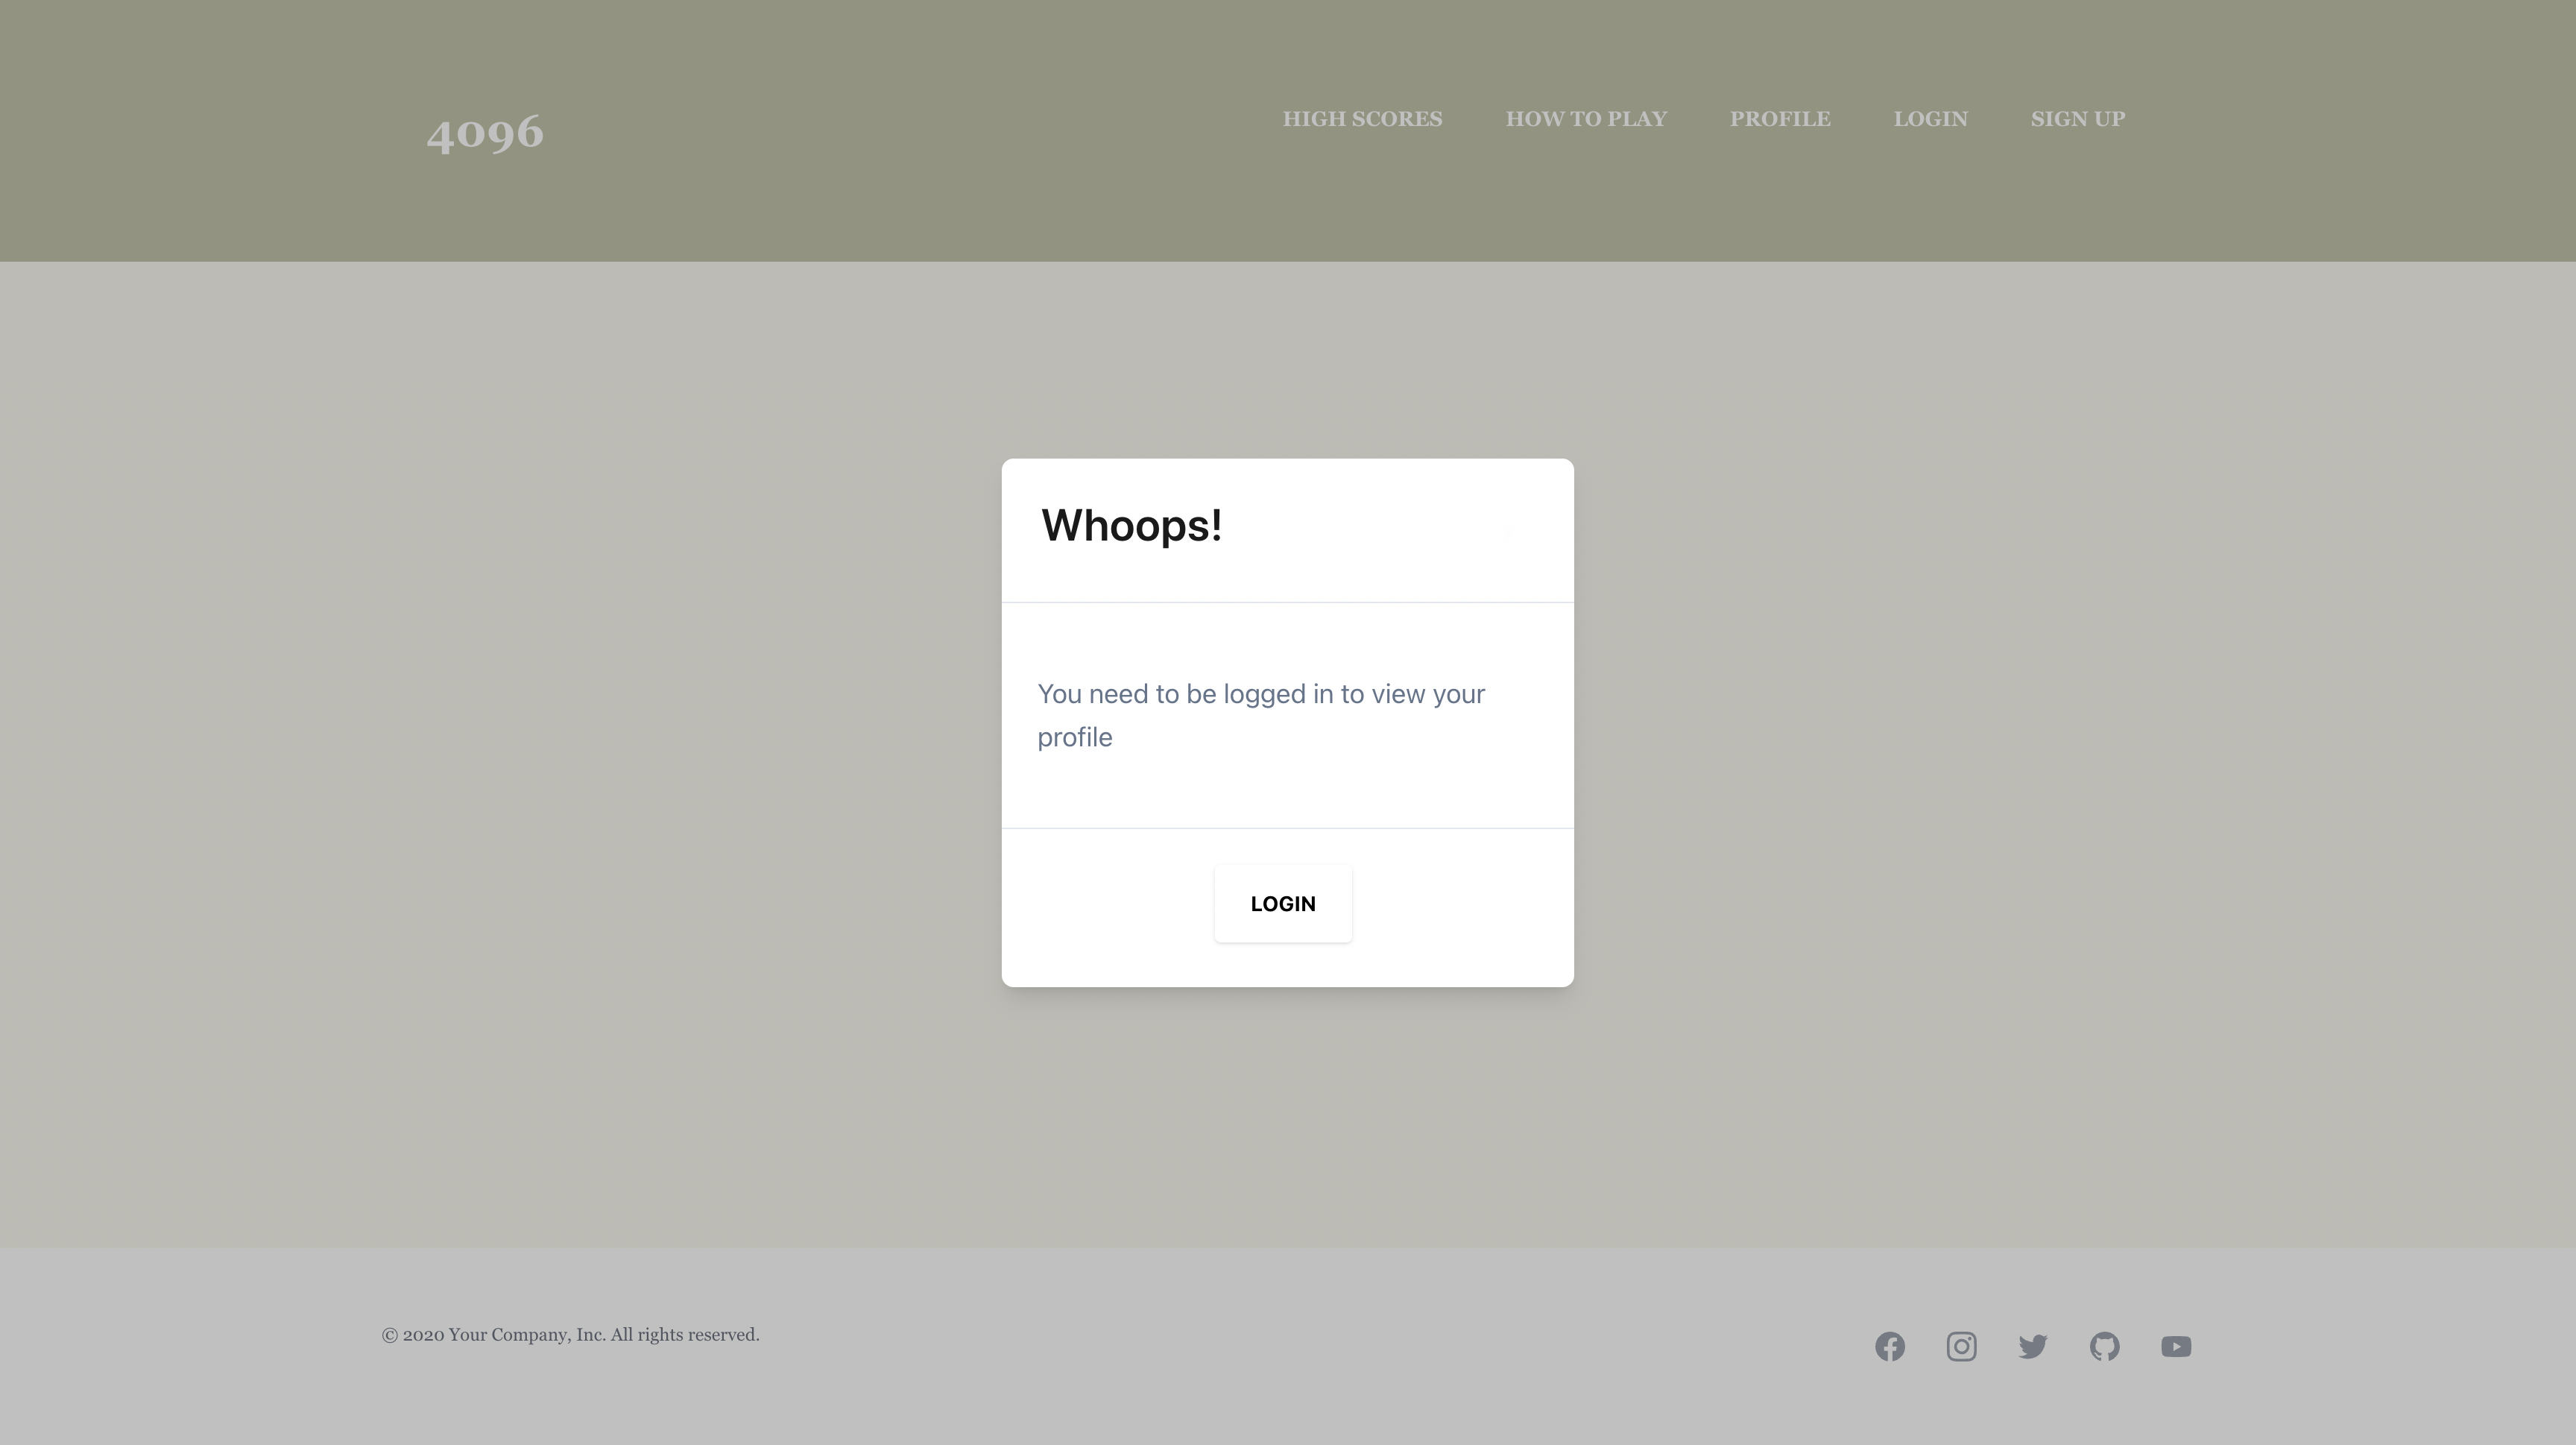 4096
HIGH SCORES
HOW TO PLAY
PROFILE
LOGIN
SIGN UP
Whoops!
You need to be logged in to view your
profile
LOGIN
© 2020 Your Company, Inc. All rights reserved.